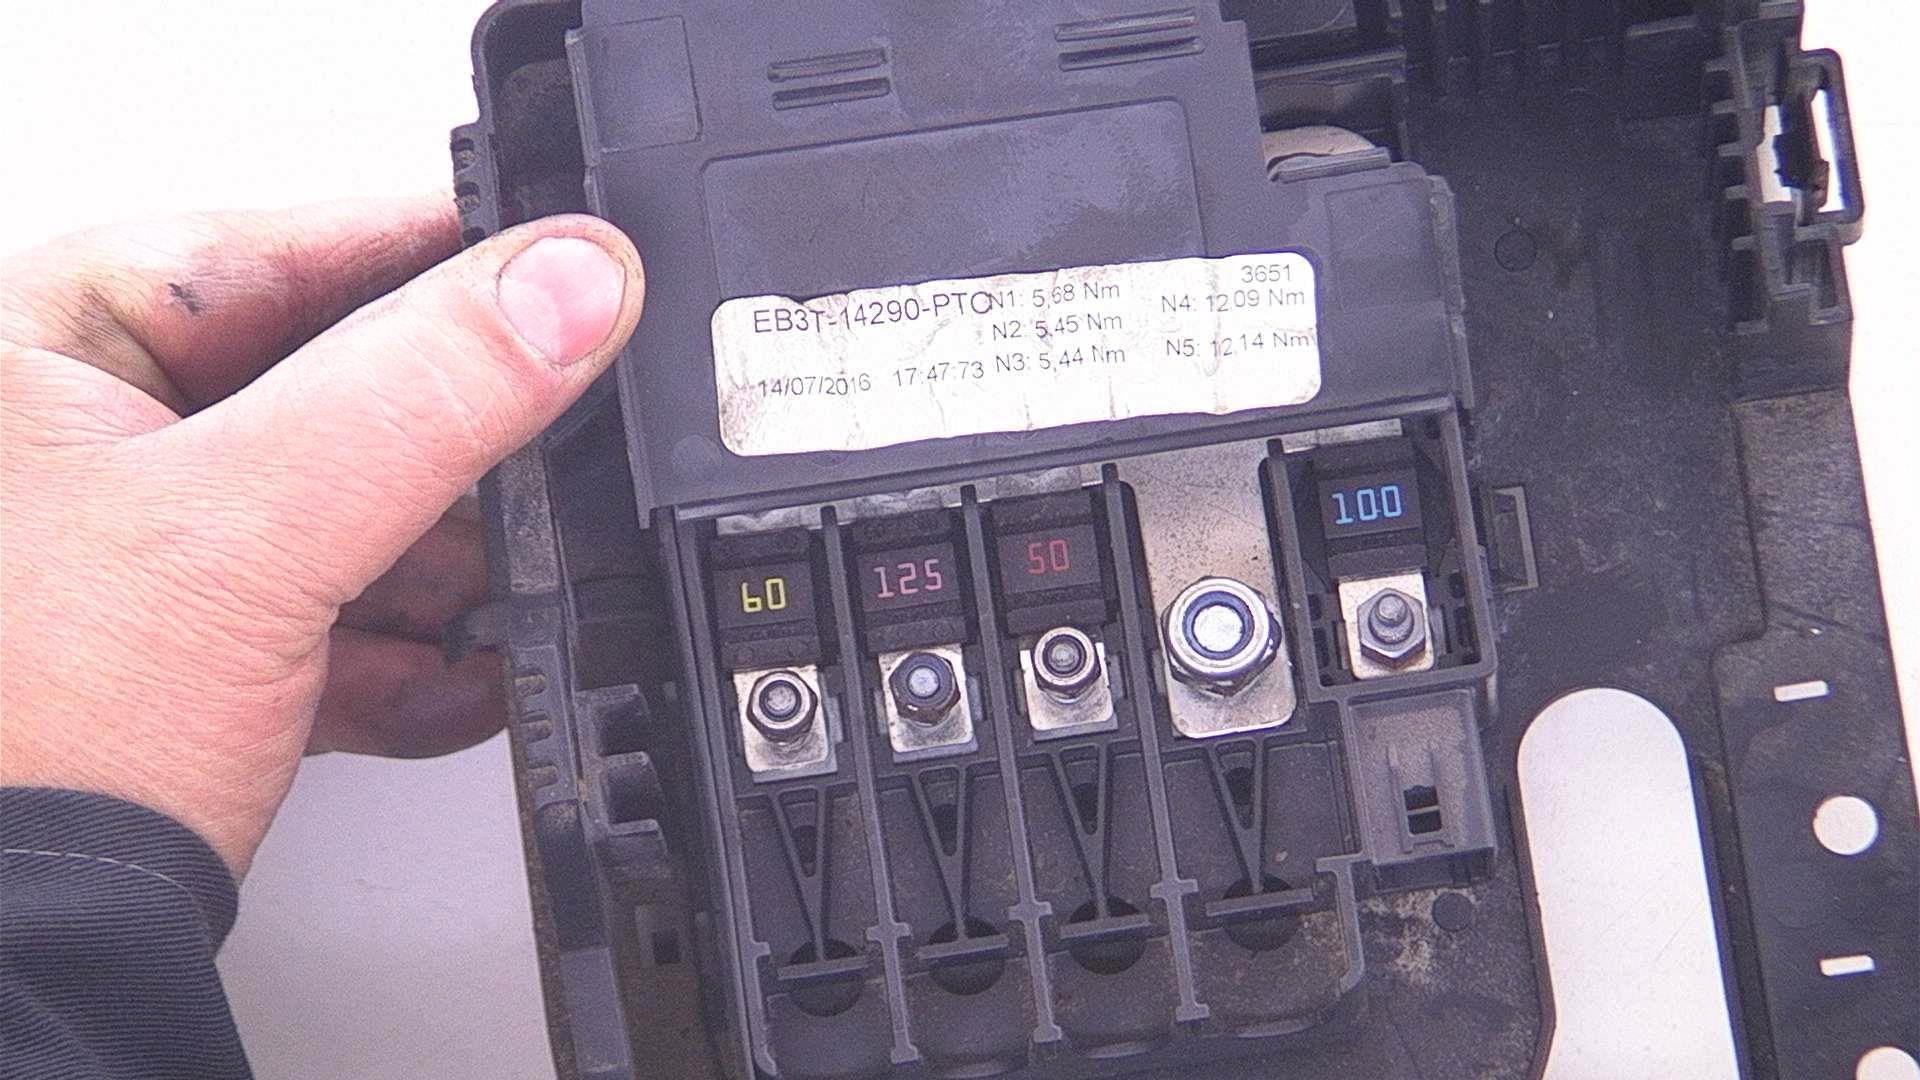 3651
EB3T-14290-PTC N1: 5,68 Nm N4: 12,09 Nm
N2: 5,45 Nm
14/07/2016 17:47:73 N3: 5,44 Nm N5: 12,14 Nm
60 125 50 100